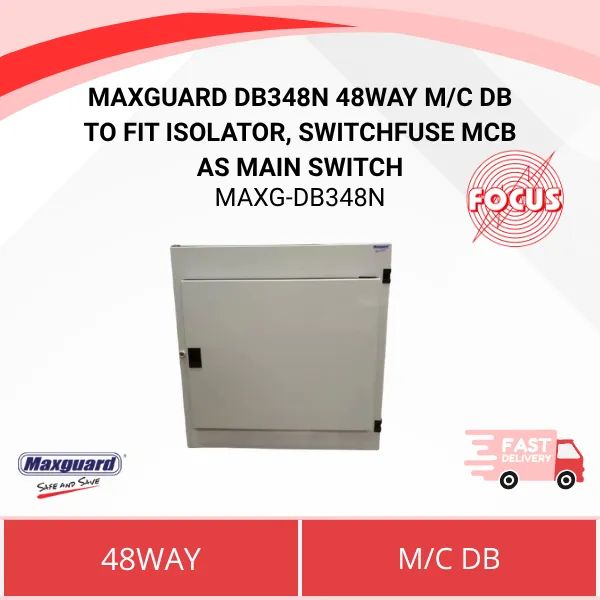 MAXGUARD DB348N 48WAY M/C DB
TO FIT ISOLATOR, SWITCHFUSE MCB
AS MAIN SWITCH
MAXG-DB348N
FOCUS
Maxguard
Maxguard
SAFE AND SAVE
FAST
DELIVERY
48WAY
M/C DB